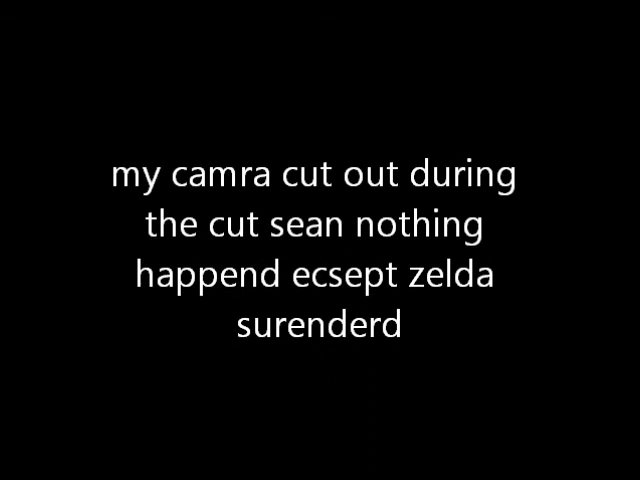 my camra cut out during
the cut sean nothing
happend ecsept zelda
surenderd